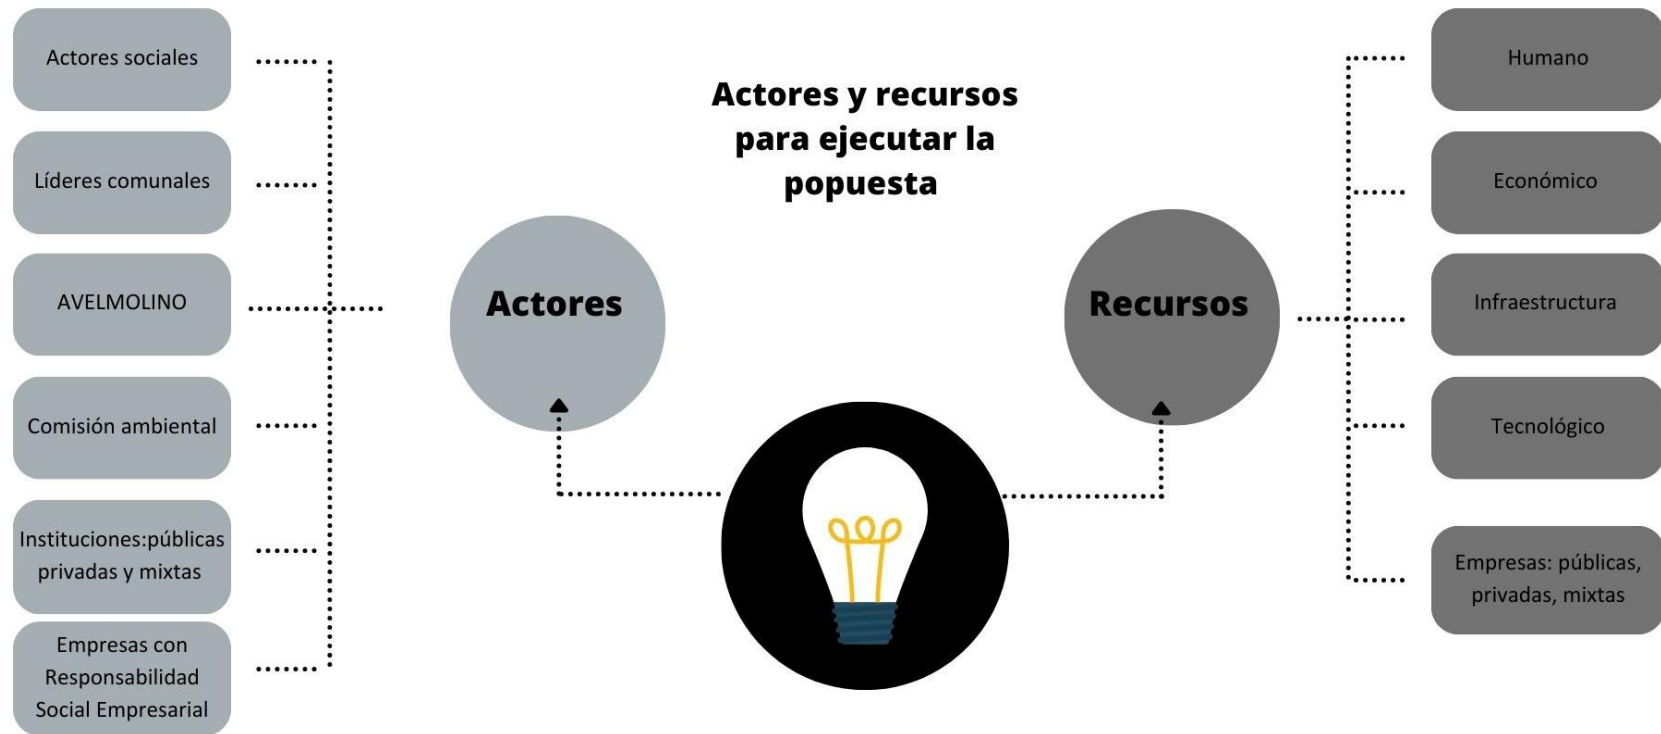 Actores y recursos
para ejecutar la
popuesta
Actores
Actores sociales
Líderes comunales
AVELMOLINO
Comisión ambiental
Instituciones:públicas
privadas y mixtas
Empresas con
Responsabilidad
Social Empresarial
Recursos
Humano
Económico
Infraestructura
Tecnológico
Empresas: públicas,
privadas, mixtas